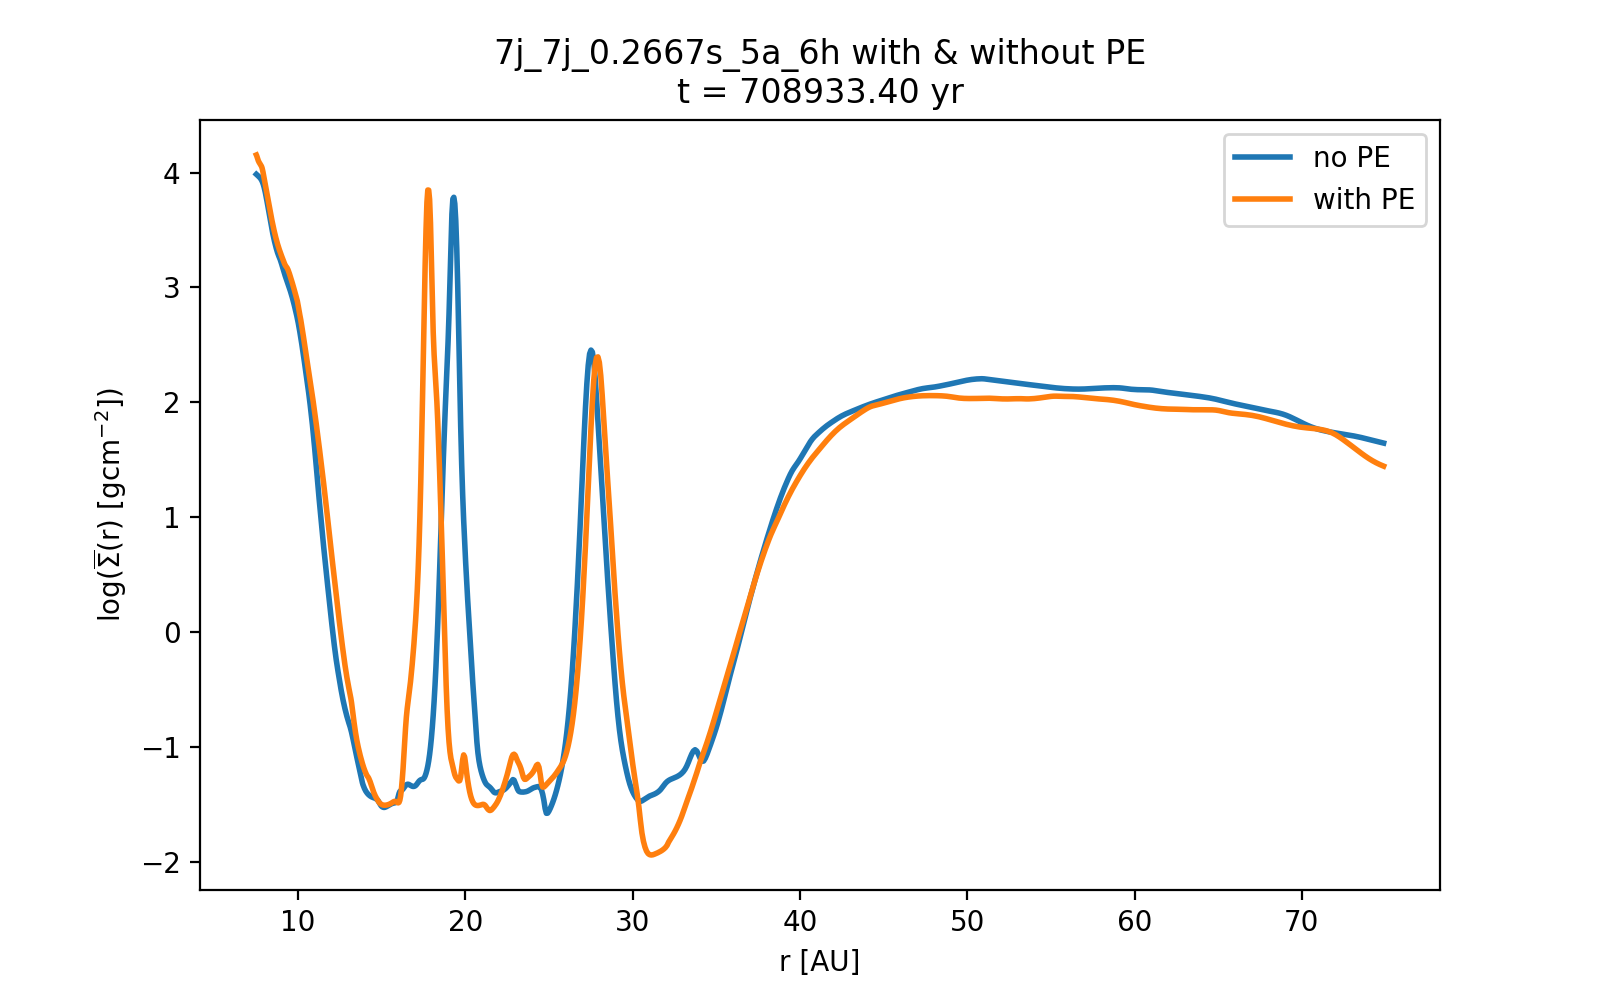 7j_7j_0.2667s_5a_6h with & without PE
t = 708933.40 yr
no PE
with PE
4
3
2
1
0
−1
−2
log(Σ̅(r) [gcm⁻²])
10 20 30 40 50 60 70
r [AU]